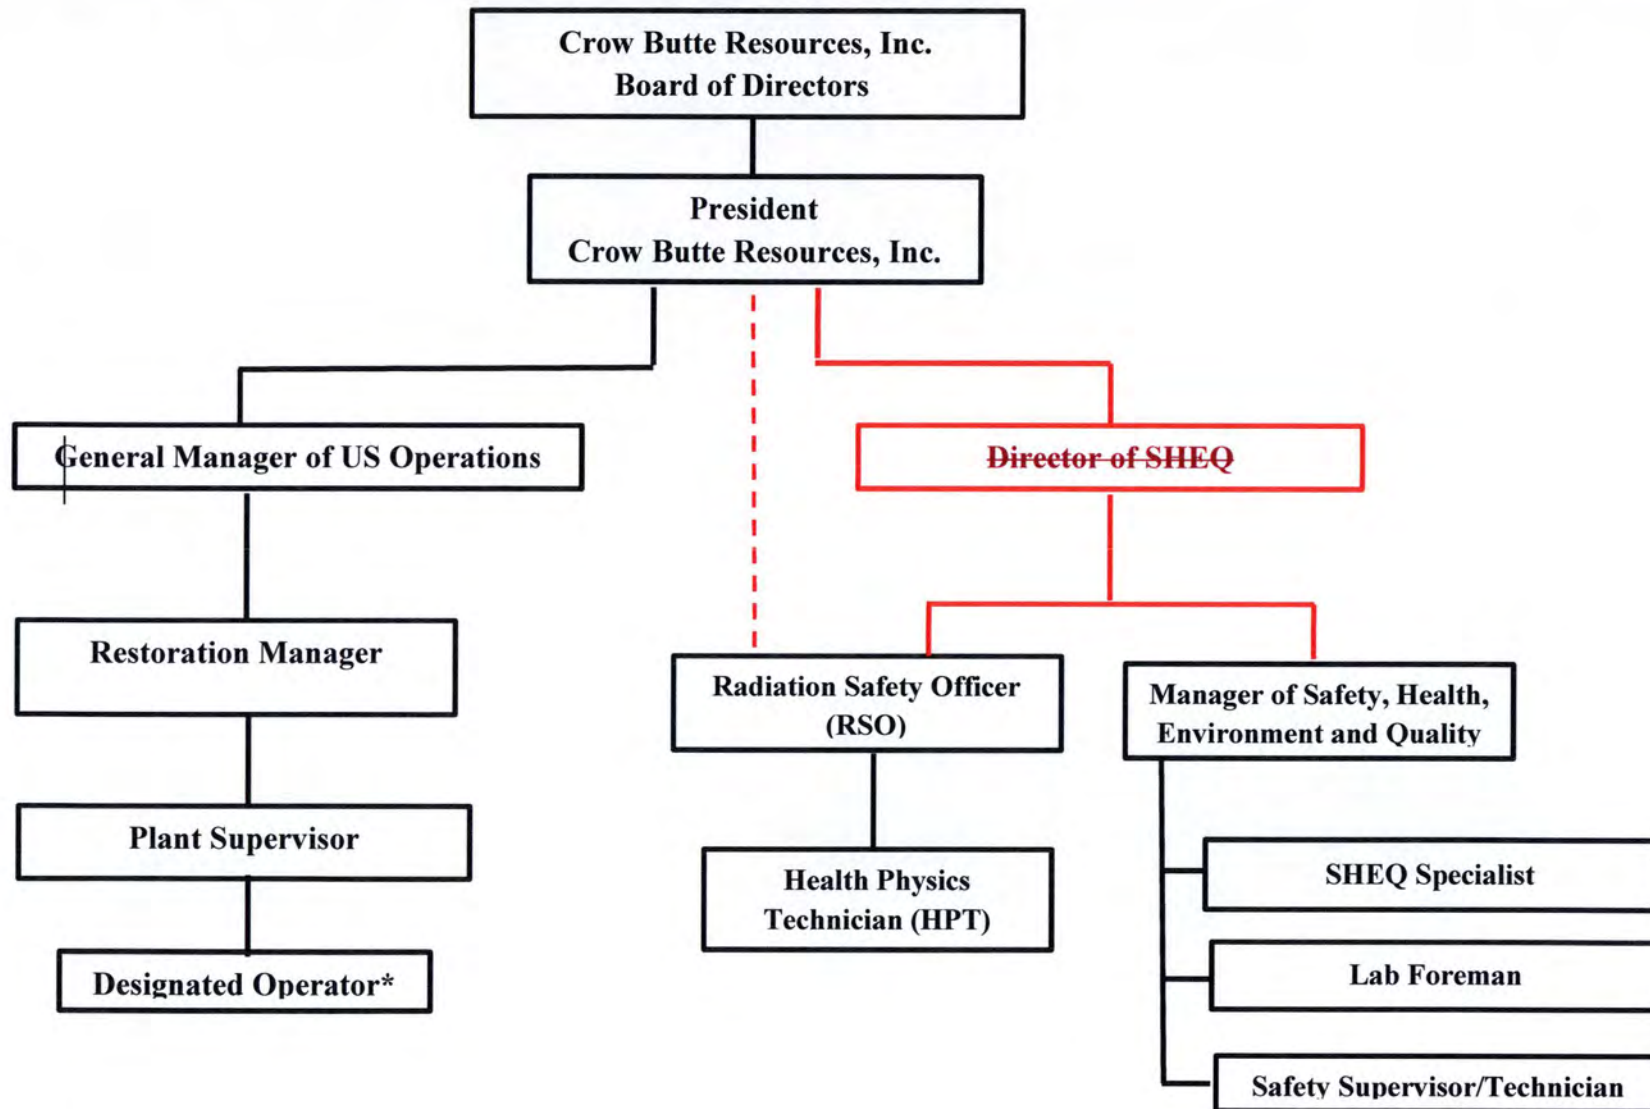 Crow Butte Resources, Inc.
Board of Directors
President
Crow Butte Resources, Inc.
General Manager of US Operations
Director of SHEQ
Restoration Manager
Radiation Safety Officer
(RSO)
Manager of Safety, Health,
Environment and Quality
Plant Supervisor
Health Physics
Technician (HPT)
SHEQ Specialist
Designated Operator*
Lab Foreman
Safety Supervisor/Technician